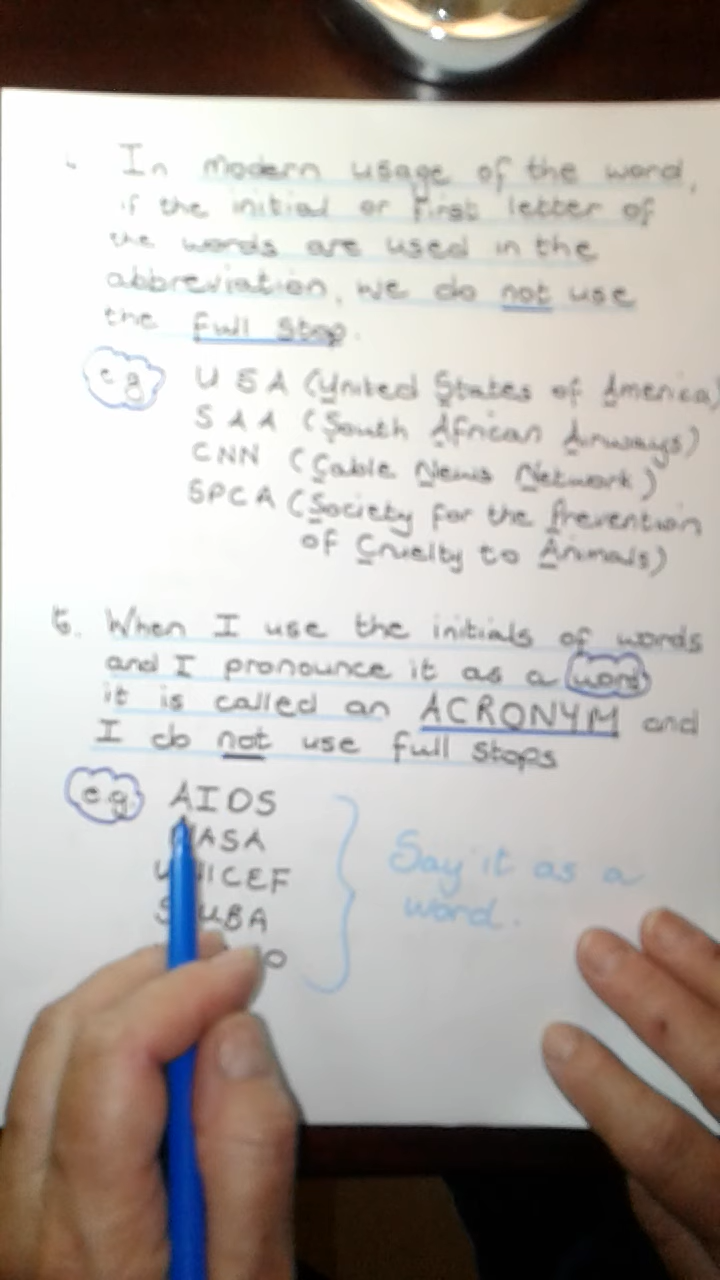 In modern usage of the word,
if the initial or first letter of
the words are used in the
abbreviation, we do not use
the full stop.
e.g. USA (United States of America)
SAA (South African Airways)
CNN (Cable News Network)
SPCA (Society for the Prevention
of Cruelty to Animals)
5. When I use the initials of words
and I pronounce it as a word
it is called an ACRONYM and
I do not use full stops
e.g. AIDS
NASA
UNICEF
SCUBA
Say it as a
word.